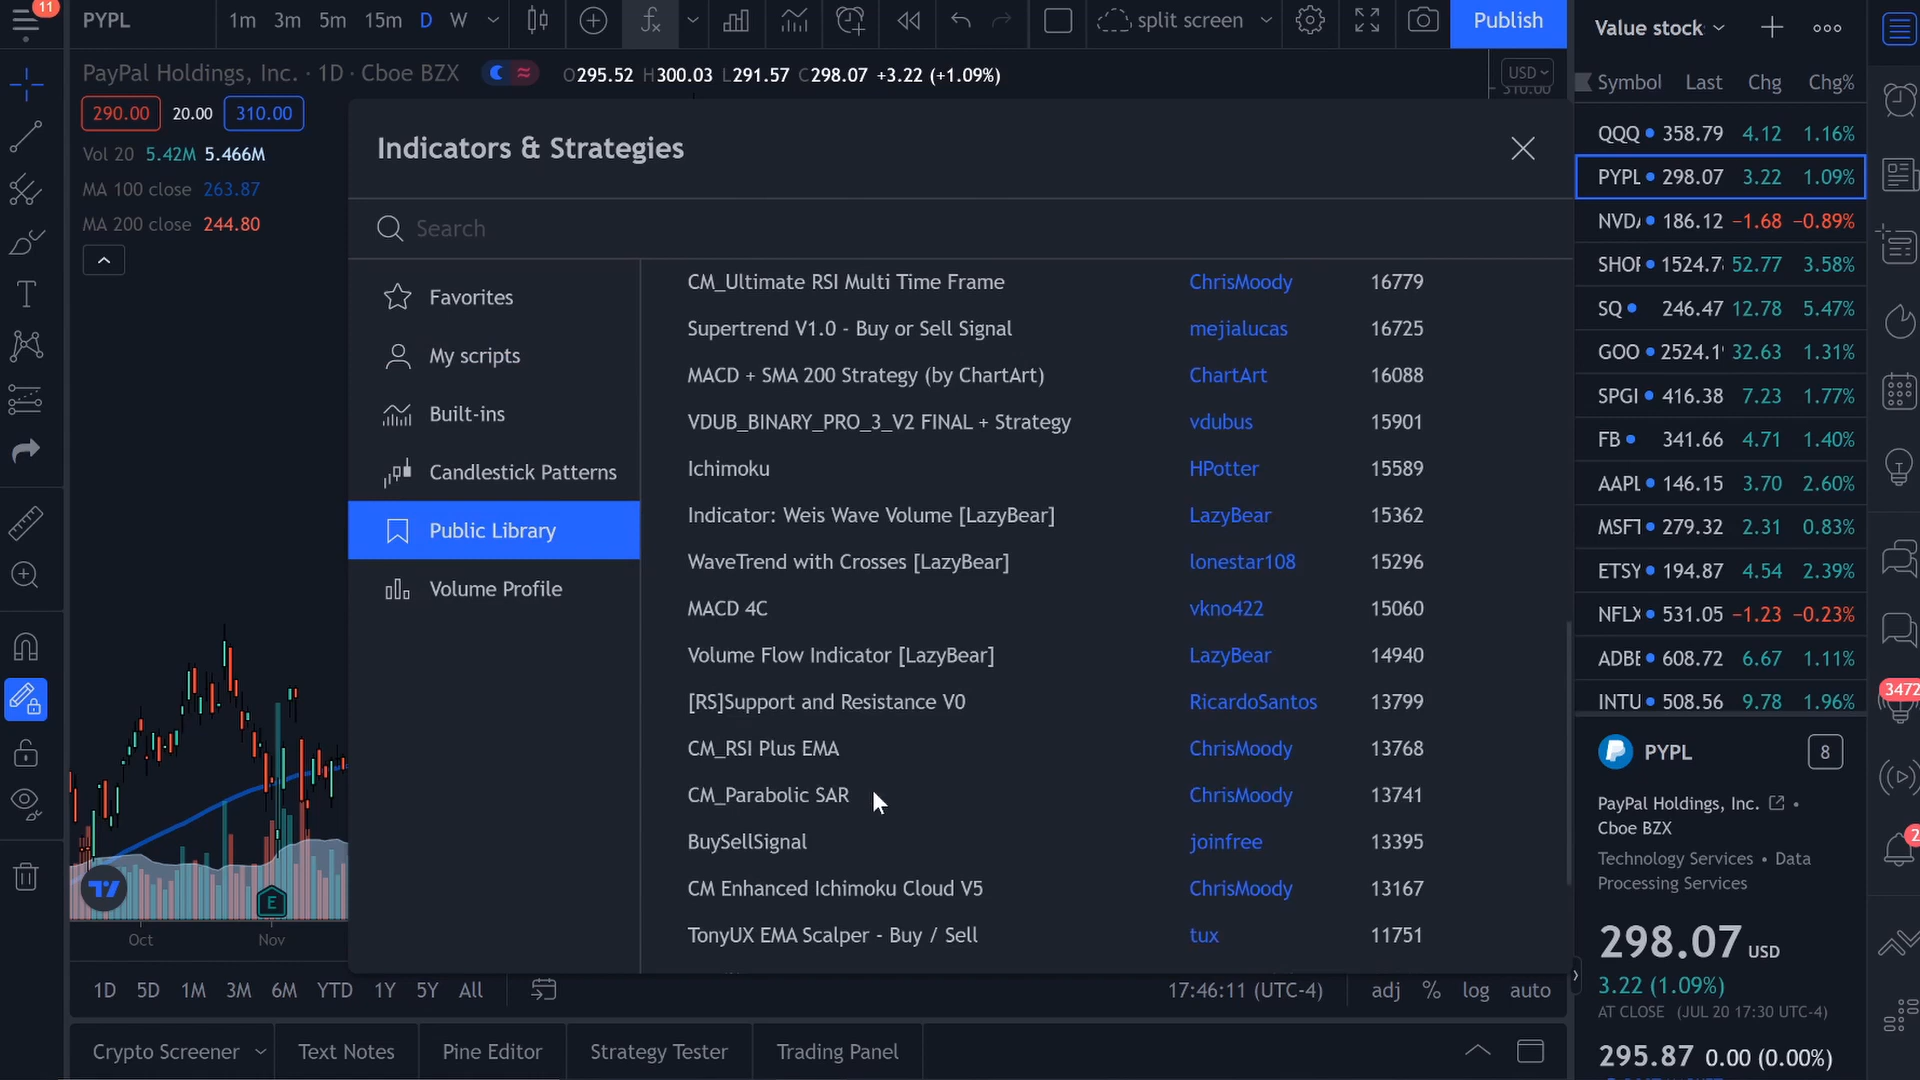 11
PYPL
1m 3m 5m 15m D W
split screen
Publish
Value stock
PayPal Holdings, Inc. · 1D · Cboe BZX
O295.52 H300.03 L291.57 C298.07 +3.22 (+1.09%)
USD
310.00
290.00 20.00 310.00
Vol 20 5.42M 5.466M
MA 100 close 263.87
MA 200 close 244.80
Indicators & Strategies
Search
Favorites
My scripts
Built-ins
Candlestick Patterns
Public Library
Volume Profile
CM_Ultimate RSI Multi Time Frame ChrisMoody 16779
Supertrend V1.0 - Buy or Sell Signal mejialucas 16725
MACD + SMA 200 Strategy (by ChartArt) ChartArt 16088
VDUB_BINARY_PRO_3_V2 FINAL + Strategy vdubus 15901
Ichimoku HPotter 15589
Indicator: Weis Wave Volume [LazyBear] LazyBear 15362
WaveTrend with Crosses [LazyBear] lonestar108 15296
MACD 4C vkno422 15060
Volume Flow Indicator [LazyBear] LazyBear 14940
[RS]Support and Resistance V0 RicardoSantos 13799
CM_RSI Plus EMA ChrisMoody 13768
CM_Parabolic SAR ChrisMoody 13741
BuySellSignal joinfree 13395
CM Enhanced Ichimoku Cloud V5 ChrisMoody 13167
TonyUX EMA Scalper - Buy / Sell tux 11751
E
Oct Nov
1D 5D 1M 3M 6M YTD 1Y 5Y All
17:46:11 (UTC-4) adj % log auto
Crypto Screener Text Notes Pine Editor Strategy Tester Trading Panel
Symbol Last Chg Chg%
QQQ 358.79 4.12 1.16%
PYPL 298.07 3.22 1.09%
NVDA 186.12 −1.68 −0.89%
SHOP 1524.7 52.77 3.58%
SQ 246.47 12.78 5.47%
GOO 2524.1 32.63 1.31%
SPGI 416.38 7.23 1.77%
FB 341.66 4.71 1.40%
AAPL 146.15 3.70 2.60%
MSFT 279.32 2.31 0.83%
ETSY 194.87 4.54 2.39%
NFLX 531.05 −1.23 −0.23%
ADBE 608.72 6.67 1.11%
INTU 508.56 9.78 1.96%
3472
PYPL 8
PayPal Holdings, Inc. •
Cboe BZX
Technology Services • Data
Processing Services
2
298.07 USD
3.22 (1.09%)
AT CLOSE (JUL 20 17:30 UTC-4)
295.87 0.00 (0.00%)